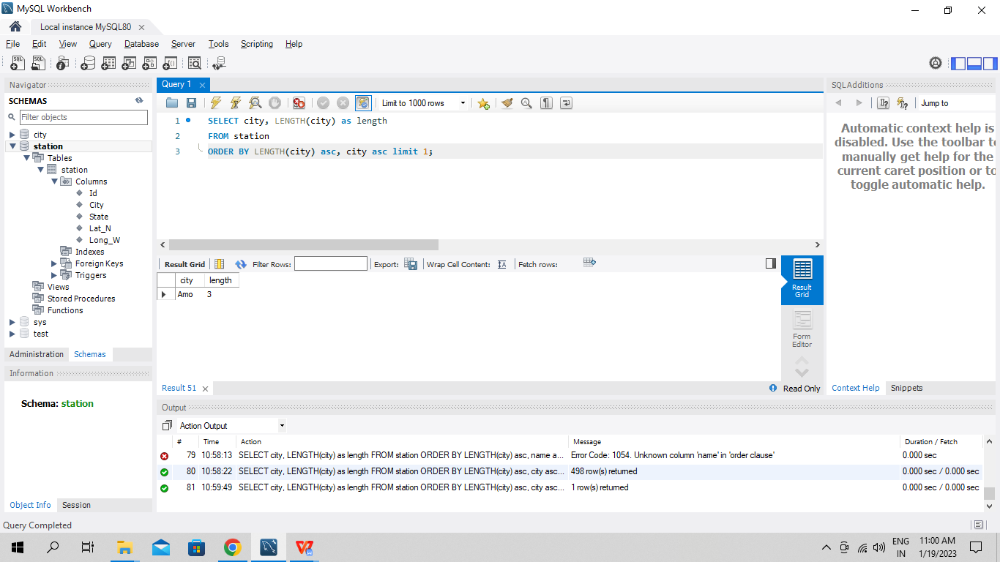 MySQL Workbench
Local instance MySQL80
File Edit View Query Database Server Tools Scripting Help
Navigator
SCHEMAS
Filter objects
city
station
Tables
station
Columns
Id
City
State
Lat_N
Long_W
Indexes
Foreign Keys
Triggers
Views
Stored Procedures
Functions
sys
test
Administration Schemas
Information
Schema: station
Object Info Session
Query 1
Limit to 1000 rows
1 SELECT city, LENGTH(city) as length
2 FROM station
3 ORDER BY LENGTH(city) asc, city asc limit 1;
Result Grid Filter Rows: Export: Wrap Cell Content: Fetch rows:
city length
Amo 3
Result Grid
Form Editor
Result 51
Read Only
SQLAdditions
Jump to
Automatic context help is
disabled. Use the toolbar to
manually get help for the
current caret position or to
toggle automatic help.
Context Help Snippets
Output
Action Output
# Time Action Message Duration / Fetch
79 10:58:13 SELECT city, LENGTH(city) as length FROM station ORDER BY LENGTH(city) asc, name a... Error Code: 1054. Unknown column 'name' in 'order clause' 0.000 sec
80 10:58:22 SELECT city, LENGTH(city) as length FROM station ORDER BY LENGTH(city) asc, city asc... 498 row(s) returned 0.000 sec / 0.000 sec
81 10:59:49 SELECT city, LENGTH(city) as length FROM station ORDER BY LENGTH(city) asc, city asc... 1 row(s) returned 0.000 sec / 0.000 sec
Query Completed
ENG
IN
11:00 AM
1/19/2023